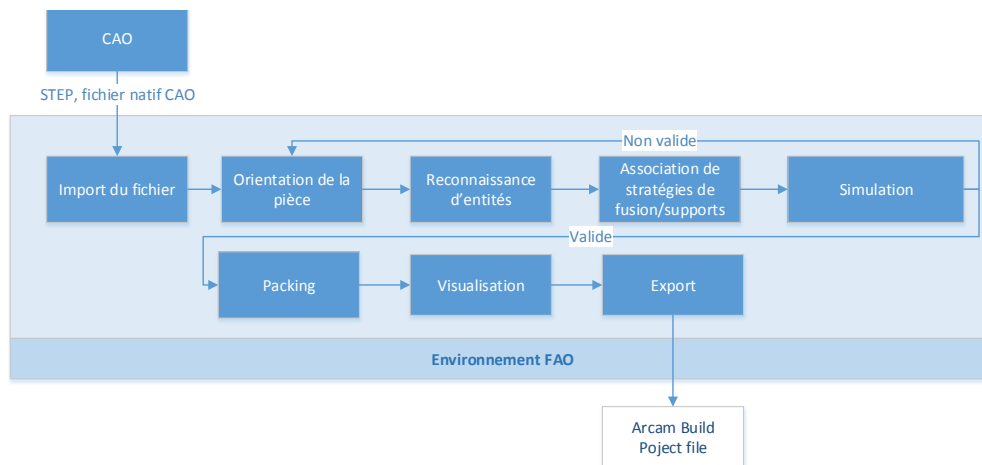 CAO
STEP, fichier natif CAO
Non valide
Import du fichier
Orientation de la
pièce
Reconnaissance
d’entités
Association de
stratégies de
fusion/supports
Simulation
Valide
Packing
Visualisation
Export
Environnement FAO
Arcam Build
Poject file